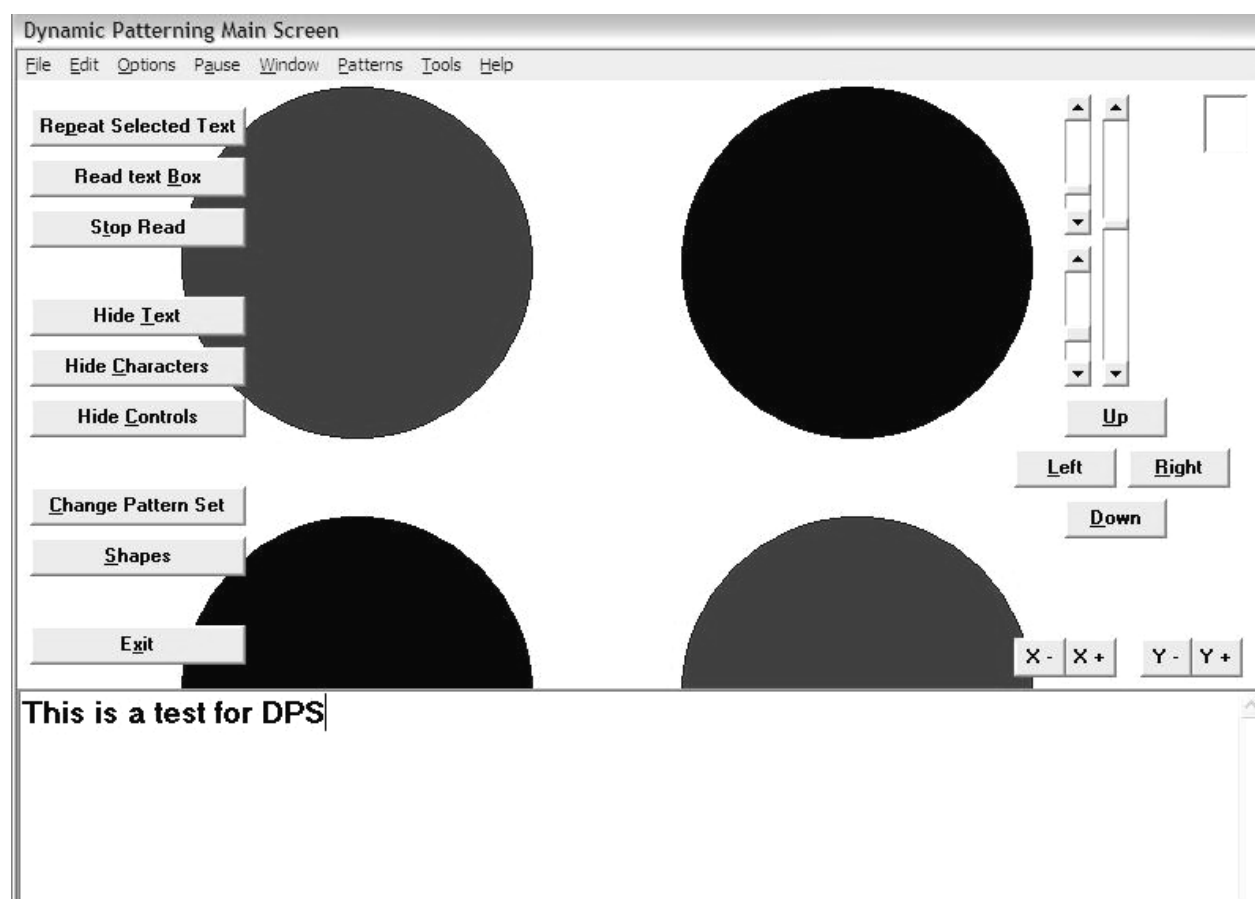 Dynamic Patterning Main Screen
File Edit Options Pause Window Patterns Tools Help
Repeat Selected Text
Read text Box
Stop Read
Hide Text
Hide Characters
Hide Controls
Change Pattern Set
Shapes
Exit
Up
Left Right
Down
X - X + Y - Y +
This is a test for DPS